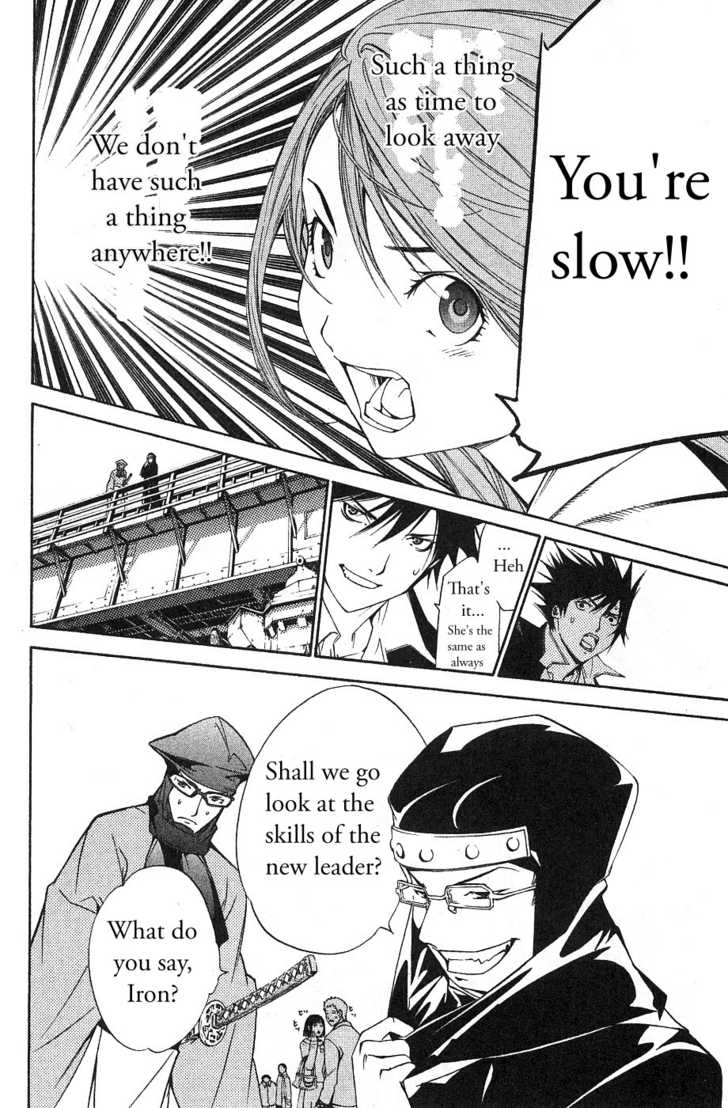 You're
slow!!
Such a thing
as time to
look away
We don't
have such
a thing
anywhere!!
...
Heh
That's
it...
She's the
same as
always
Shall we go
look at the
skills of the
new leader?
What do
you say,
Iron?